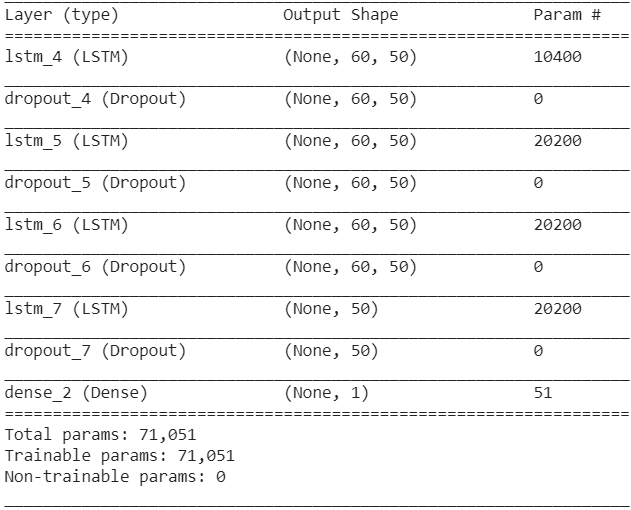 Layer (type) Output Shape Param #
=================================================================
lstm_4 (LSTM) (None, 60, 50) 10400
_________________________________________________________________
dropout_4 (Dropout) (None, 60, 50) 0
_________________________________________________________________
lstm_5 (LSTM) (None, 60, 50) 20200
_________________________________________________________________
dropout_5 (Dropout) (None, 60, 50) 0
_________________________________________________________________
lstm_6 (LSTM) (None, 60, 50) 20200
_________________________________________________________________
dropout_6 (Dropout) (None, 60, 50) 0
_________________________________________________________________
lstm_7 (LSTM) (None, 50) 20200
_________________________________________________________________
dropout_7 (Dropout) (None, 50) 0
_________________________________________________________________
dense_2 (Dense) (None, 1) 51
=================================================================
Total params: 71,051
Trainable params: 71,051
Non-trainable params: 0
_________________________________________________________________